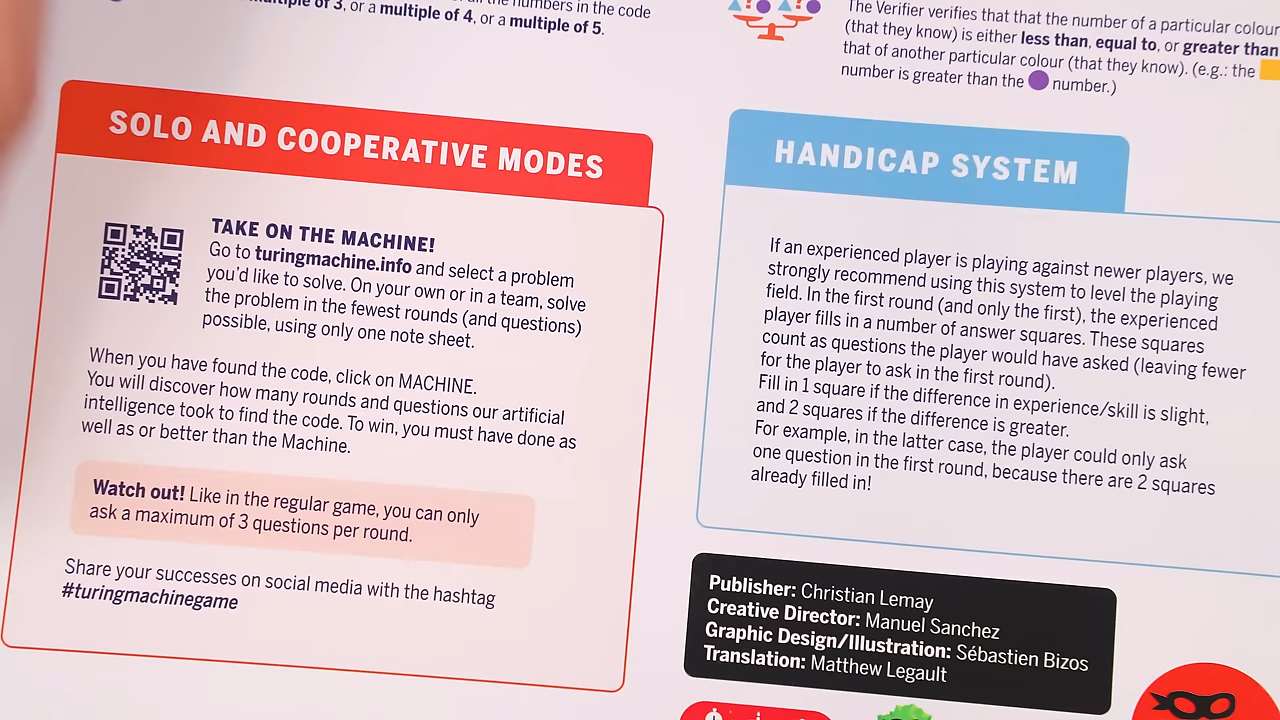 numbers in the code
multiple of 3, or a multiple of 4, or a multiple of 5.
The Verifier verifies that that the number of a particular colour
(that they know) is either less than, equal to, or greater than
that of another particular colour (that they know). (e.g.: the
number is greater than the number.)
SOLO AND COOPERATIVE MODES
TAKE ON THE MACHINE!
Go to turingmachine.info and select a problem
you'd like to solve. On your own or in a team, solve
the problem in the fewest rounds (and questions)
possible, using only one note sheet.
When you have found the code, click on MACHINE.
You will discover how many rounds and questions our artificial
intelligence took to find the code. To win, you must have done as
well as or better than the Machine.
Watch out! Like in the regular game, you can only
ask a maximum of 3 questions per round.
Share your successes on social media with the hashtag
#turingmachinegame
HANDICAP SYSTEM
If an experienced player is playing against newer players, we
strongly recommend using this system to level the playing
field. In the first round (and only the first), the experienced
player fills in a number of answer squares. These squares
count as questions the player would have asked (leaving fewer
for the player to ask in the first round).
Fill in 1 square if the difference in experience/skill is slight,
and 2 squares if the difference is greater.
For example, in the latter case, the player could only ask
one question in the first round, because there are 2 squares
already filled in!
Publisher: Christian Lemay
Creative Director: Manuel Sanchez
Graphic Design/Illustration: Sébastien Bizos
Translation: Matthew Legault